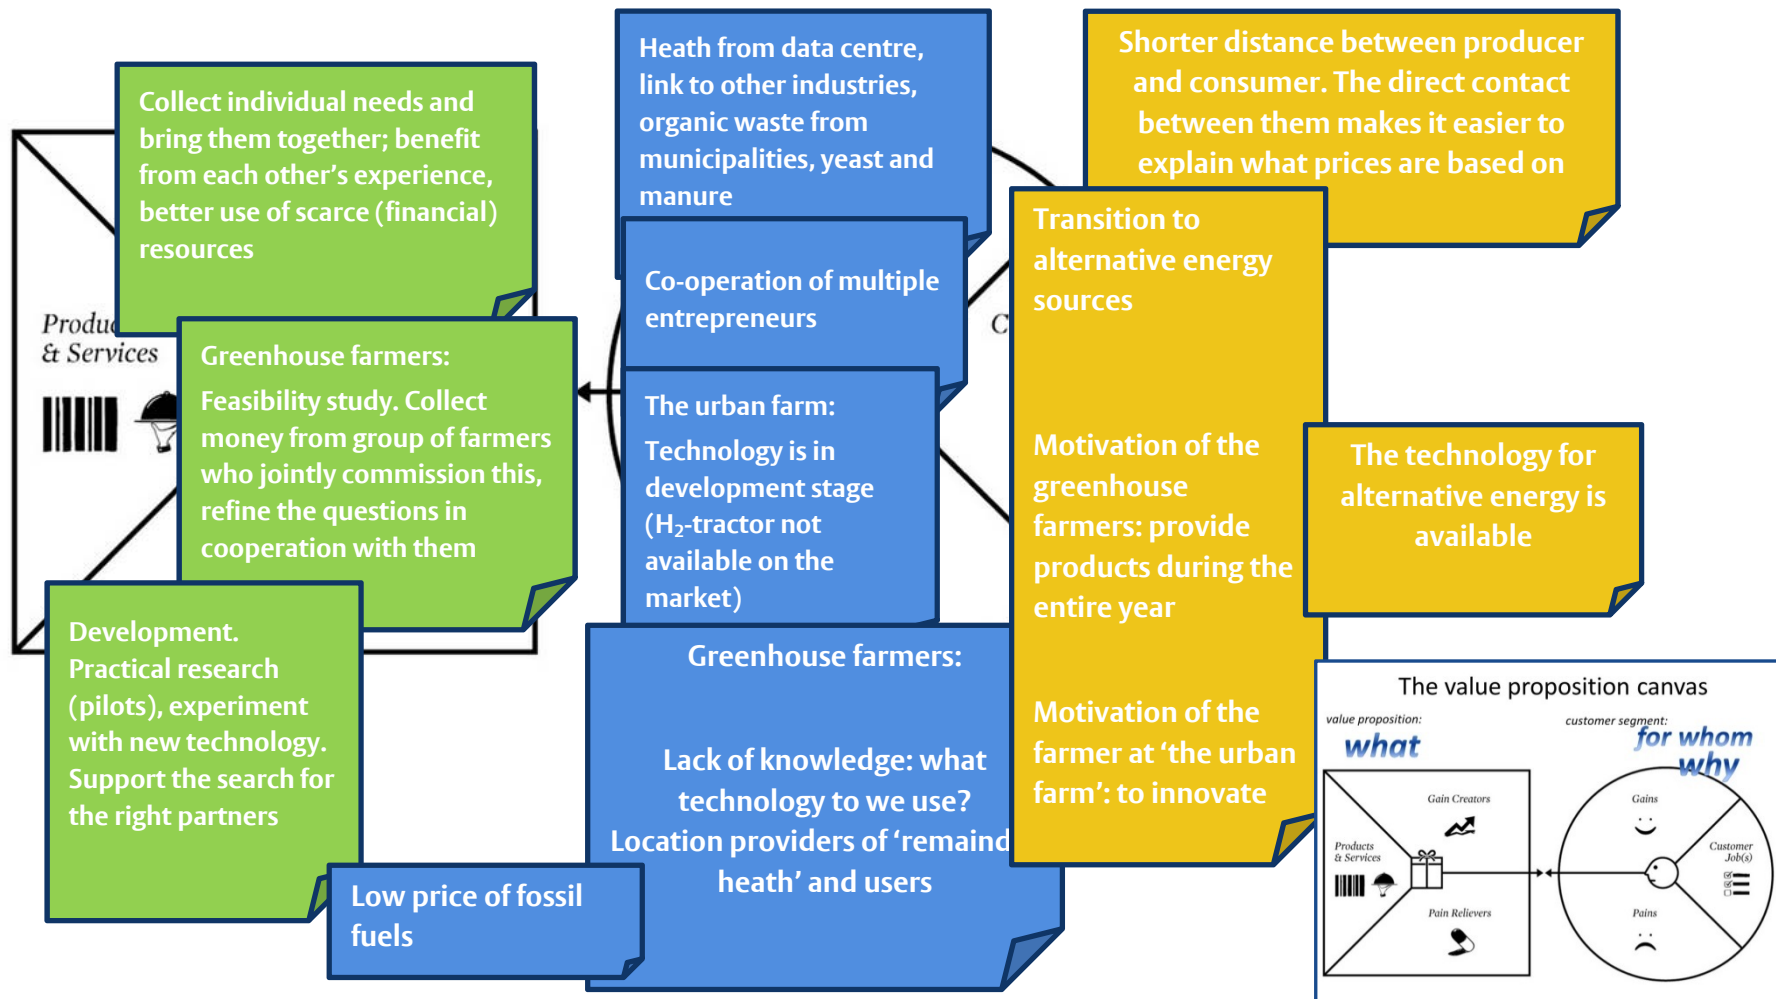 Collect individual needs and
bring them together; benefit
from each other's experience,
better use of scarce (financial)
resources
Produc
& Services
Greenhouse farmers:
Feasibility study. Collect
money from group of farmers
who jointly commission this,
refine the questions in
cooperation with them
Development.
Practical research
(pilots), experiment
with new technology.
Support the search for
the right partners
Heath from data centre,
link to other industries,
organic waste from
municipalities, yeast and
manure
Co-operation of multiple
entrepreneurs
The urban farm:
Technology is in
development stage
(H₂-tractor not
available on the
market)
Greenhouse farmers:
Lack of knowledge: what
technology to we use?
Location providers of ‘remaind
heath’ and users
Low price of fossil
fuels
Shorter distance between producer
and consumer. The direct contact
between them makes it easier to
explain what prices are based on
C
Transition to
alternative energy
sources
Motivation of the
greenhouse
farmers: provide
products during the
entire year
Motivation of the
farmer at ‘the urban
farm’: to innovate
The technology for
alternative energy is
available
The value proposition canvas
value proposition:
what
customer segment:
for whom
why
Gain Creators
Products
& Services
Pain Relievers
Gains
Customer
Job(s)
Pains